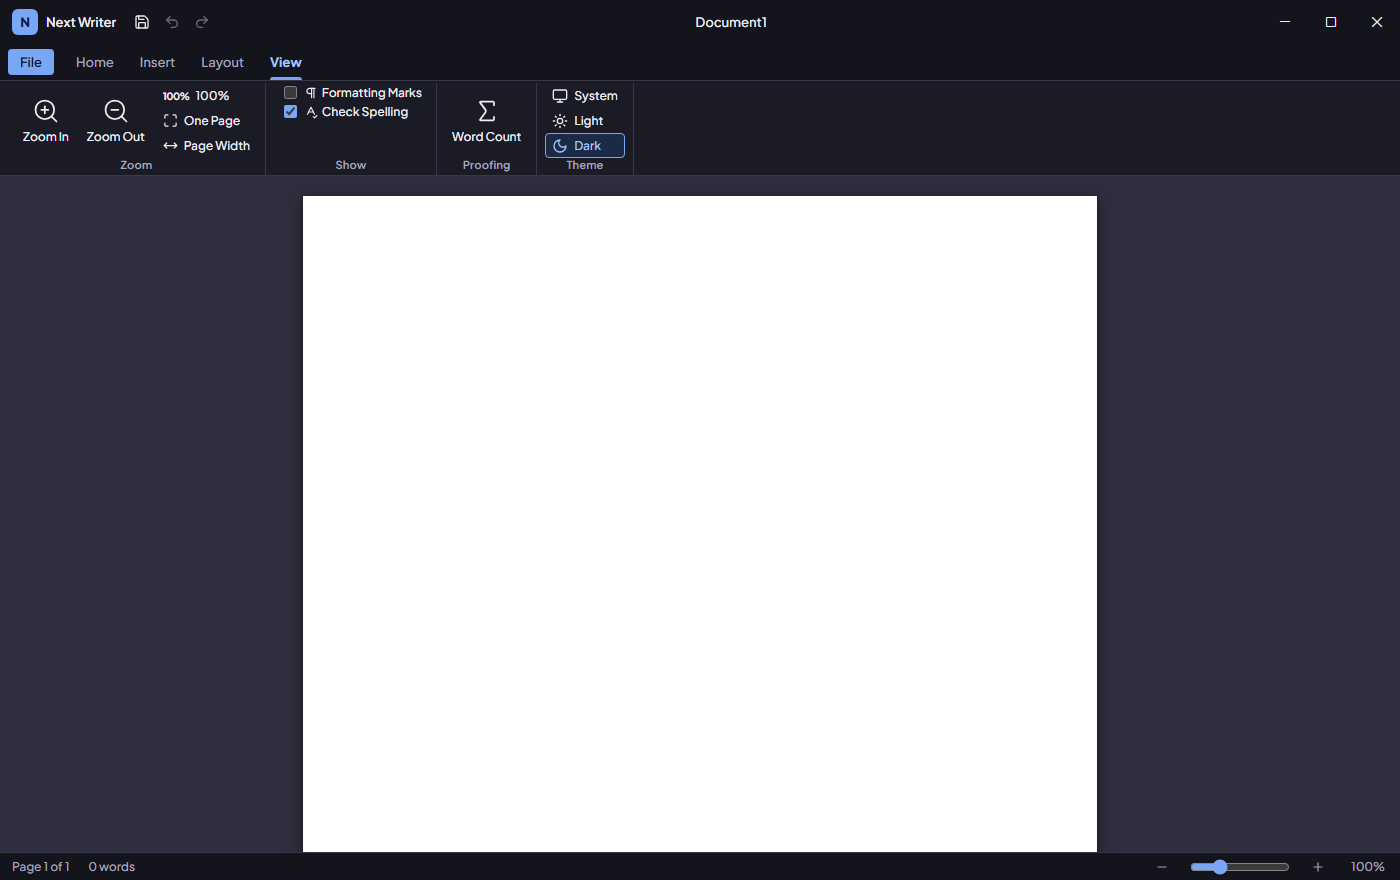 N Next Writer Document1
File Home Insert Layout View
Zoom In Zoom Out
100% 100%
One Page
Page Width
Zoom
Formatting Marks
Check Spelling
Show
Word Count
Proofing
System
Light
Dark
Theme
Page 1 of 1 0 words 100%